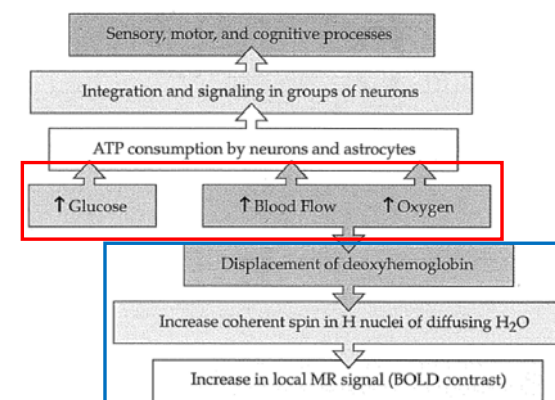 Sensory, motor, and cognitive processes
Integration and signaling in groups of neurons
ATP consumption by neurons and astrocytes
↑ Glucose ↑ Blood Flow ↑ Oxygen
Displacement of deoxyhemoglobin
Increase coherent spin in H nuclei of diffusing H₂O
Increase in local MR signal (BOLD contrast)